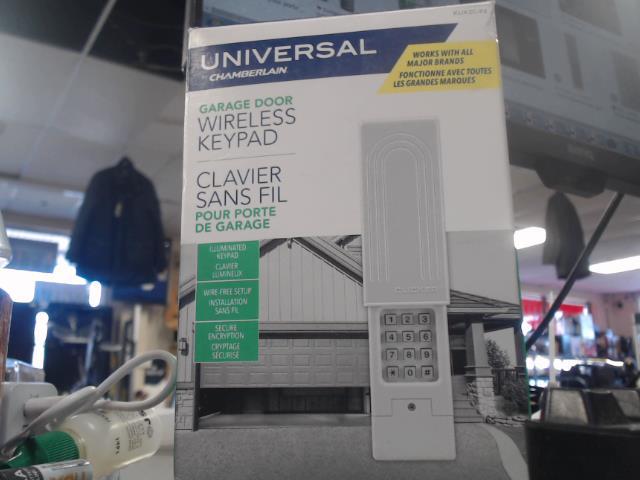 UNIVERSAL
BY CHAMBERLAIN
WORKS WITH ALL
MAJOR BRANDS
FONCTIONNE AVEC TOUTES
LES GRANDES MARQUES
GARAGE DOOR
WIRELESS
KEYPAD
CLAVIER
SANS FIL
POUR PORTE
DE GARAGE
ILLUMINATED
KEYPAD
CLAVIER
LUMINEUX
WIRE-FREE SETUP
INSTALLATION
SANS FIL
SECURE
ENCRYPTION
CRYPTAGE
SÉCURISÉ
1 2 3
4 5 6
7 8 9
* 0 #